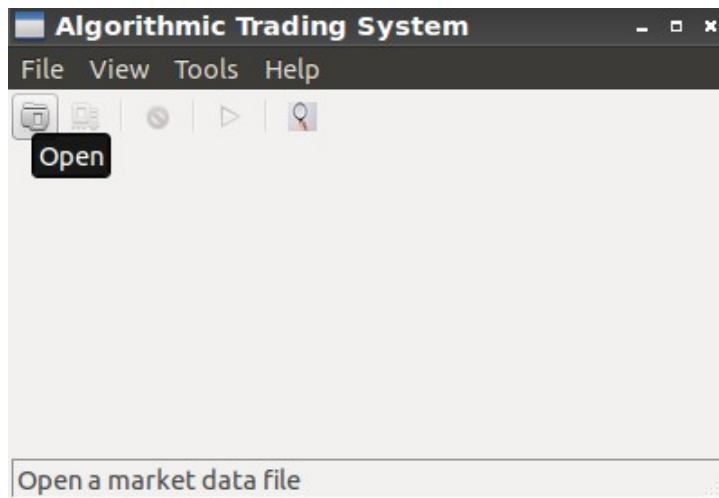 Algorithmic Trading System
File View Tools Help
Open
Open a market data file